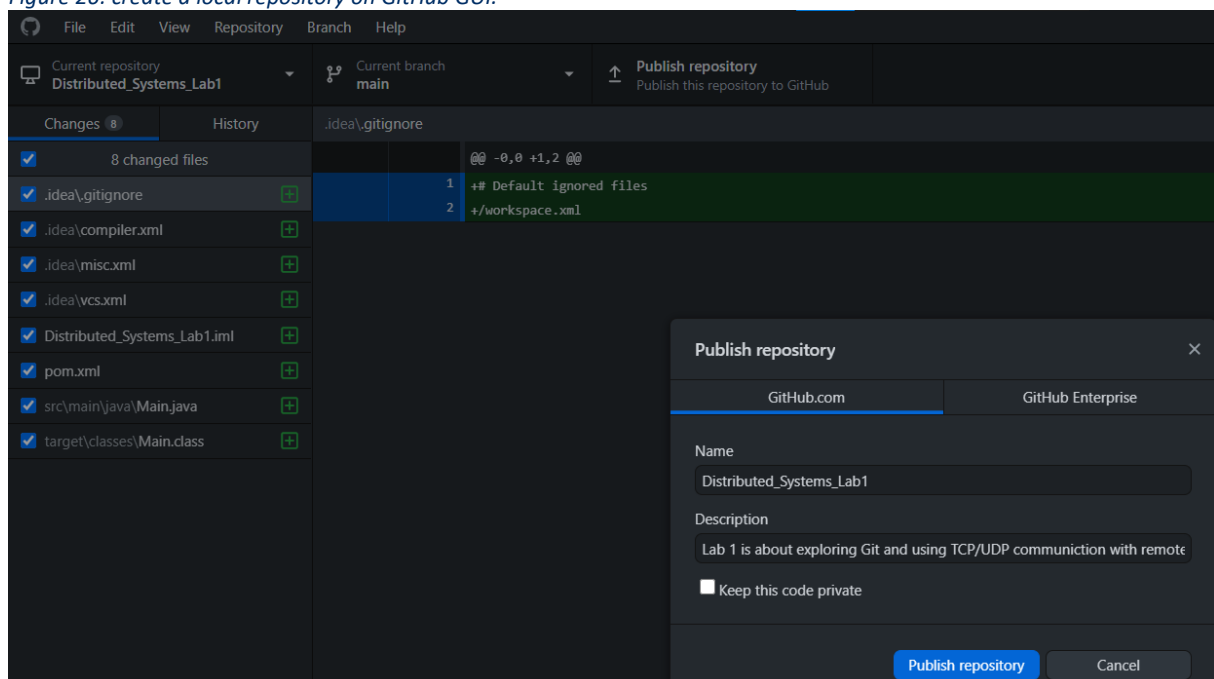 Figure 20: create a local repository on GitHub GUI.
File Edit View Repository Branch Help
Current repository
Distributed_Systems_Lab1
Current branch
main
Publish repository
Publish this repository to GitHub
Changes 8
History
.idea\.gitignore
8 changed files
@@ -0,0 +1,2 @@
.idea\.gitignore
1 +# Default ignored files
2 +/workspace.xml
.idea\compiler.xml
.idea\misc.xml
.idea\vcs.xml
Distributed_Systems_Lab1.iml
pom.xml
src\main\java\Main.java
target\classes\Main.class
Publish repository
GitHub.com
GitHub Enterprise
Name
Distributed_Systems_Lab1
Description
Lab 1 is about exploring Git and using TCP/UDP communiction with remote
Keep this code private
Publish repository
Cancel